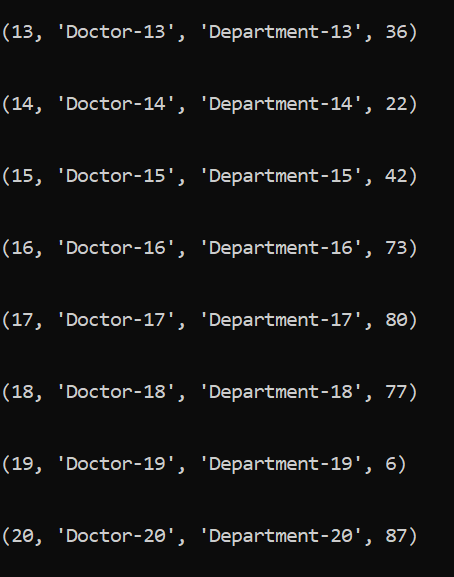 (13, 'Doctor-13', 'Department-13', 36)
(14, 'Doctor-14', 'Department-14', 22)
(15, 'Doctor-15', 'Department-15', 42)
(16, 'Doctor-16', 'Department-16', 73)
(17, 'Doctor-17', 'Department-17', 80)
(18, 'Doctor-18', 'Department-18', 77)
(19, 'Doctor-19', 'Department-19', 6)
(20, 'Doctor-20', 'Department-20', 87)